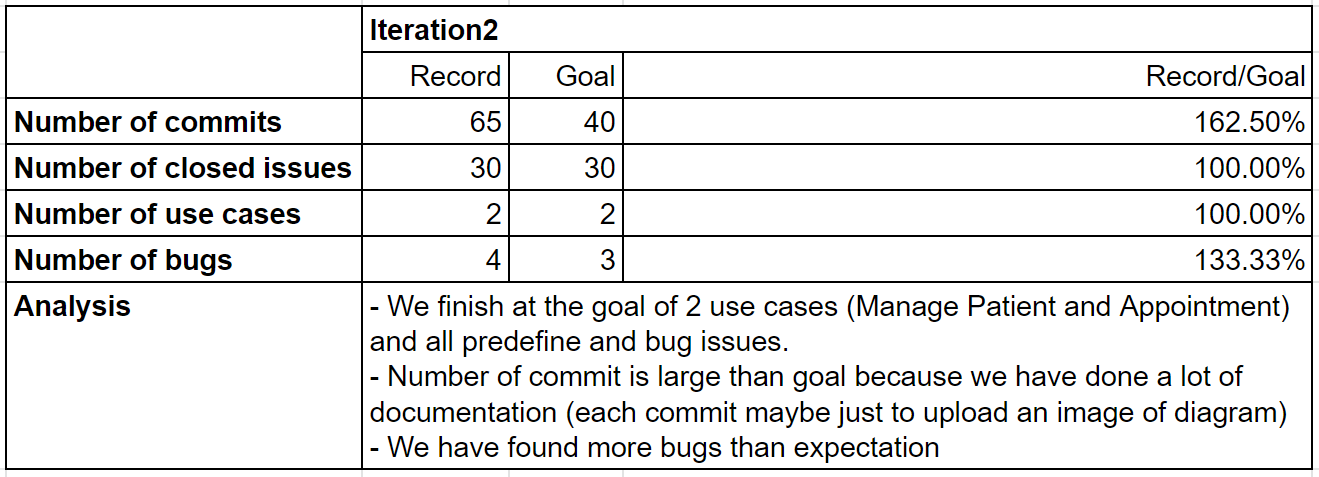 Iteration2
Record Goal Record/Goal
Number of commits 65 40 162.50%
Number of closed issues 30 30 100.00%
Number of use cases 2 2 100.00%
Number of bugs 4 3 133.33%
Analysis - We finish at the goal of 2 use cases (Manage Patient and Appointment)
and all predefine and bug issues.
- Number of commit is large than goal because we have done a lot of
documentation (each commit maybe just to upload an image of diagram)
- We have found more bugs than expectation